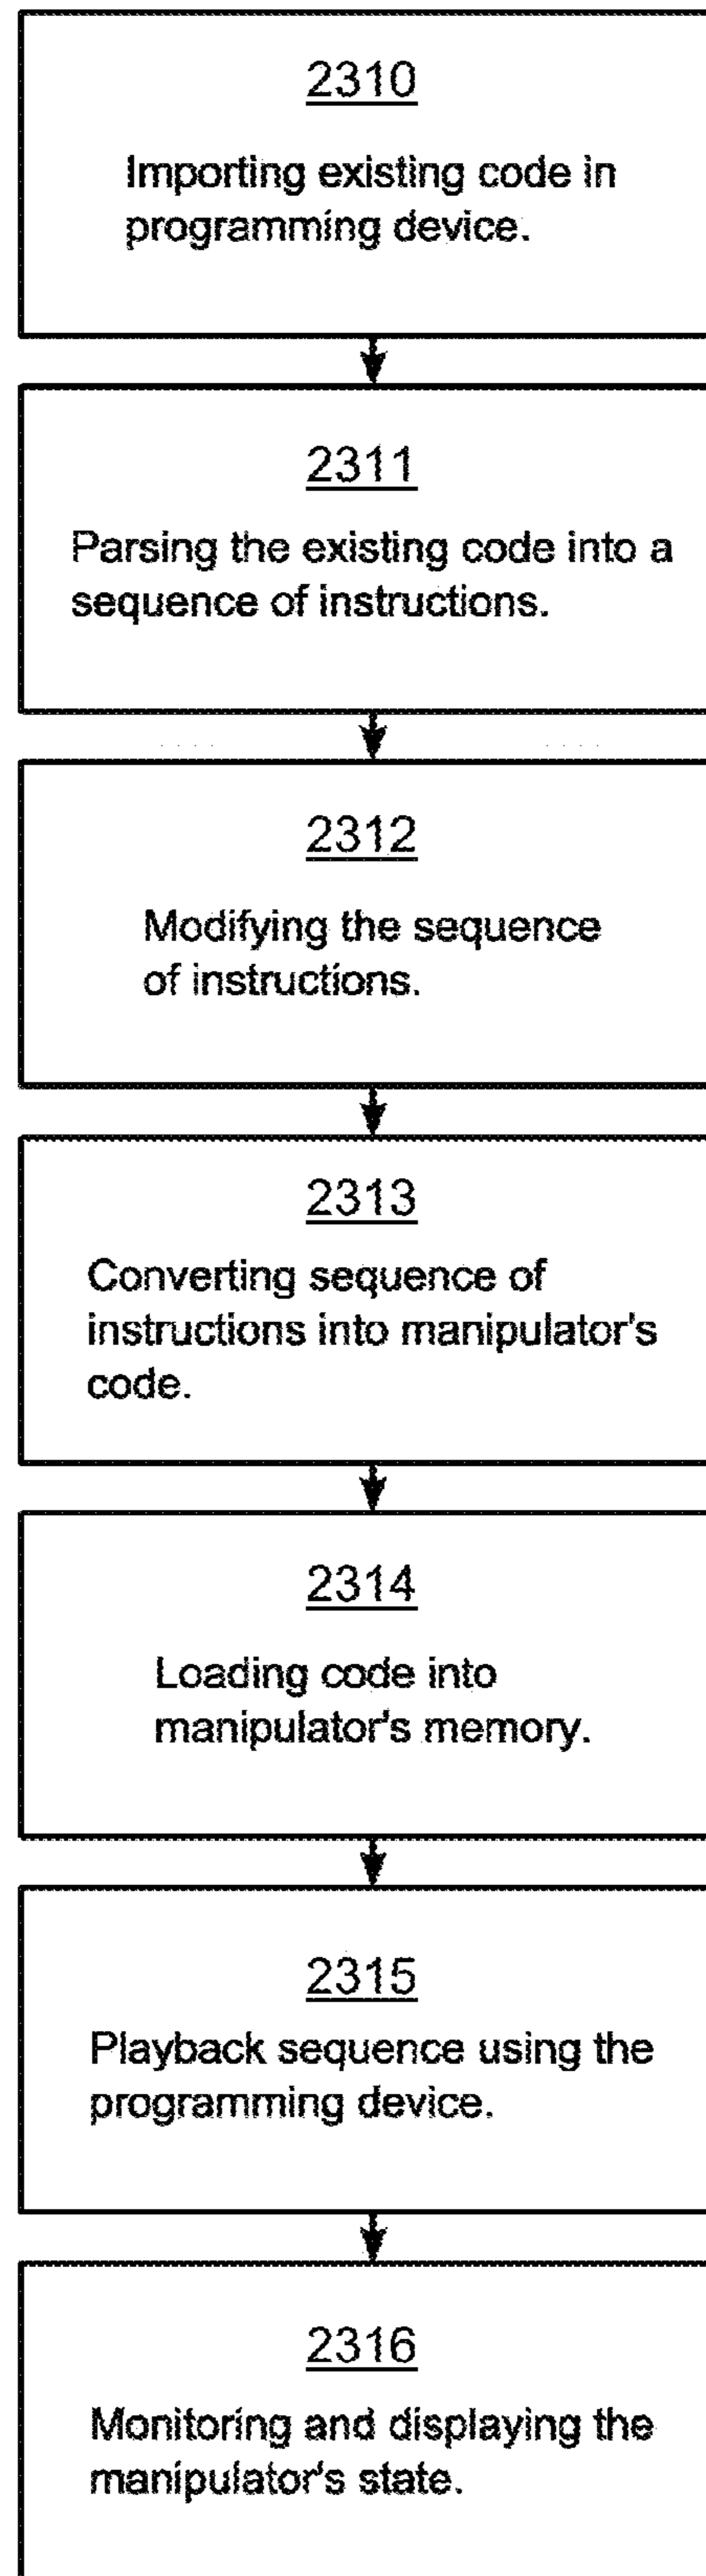 2310
Importing existing code in
programming device.
2311
Parsing the existing code into a
sequence of instructions.
2312
Modifying the sequence
of instructions.
2313
Converting sequence of
instructions into manipulator's
code.
2314
Loading code into
manipulator's memory.
2315
Playback sequence using the
programming device.
2316
Monitoring and displaying the
manipulator's state.